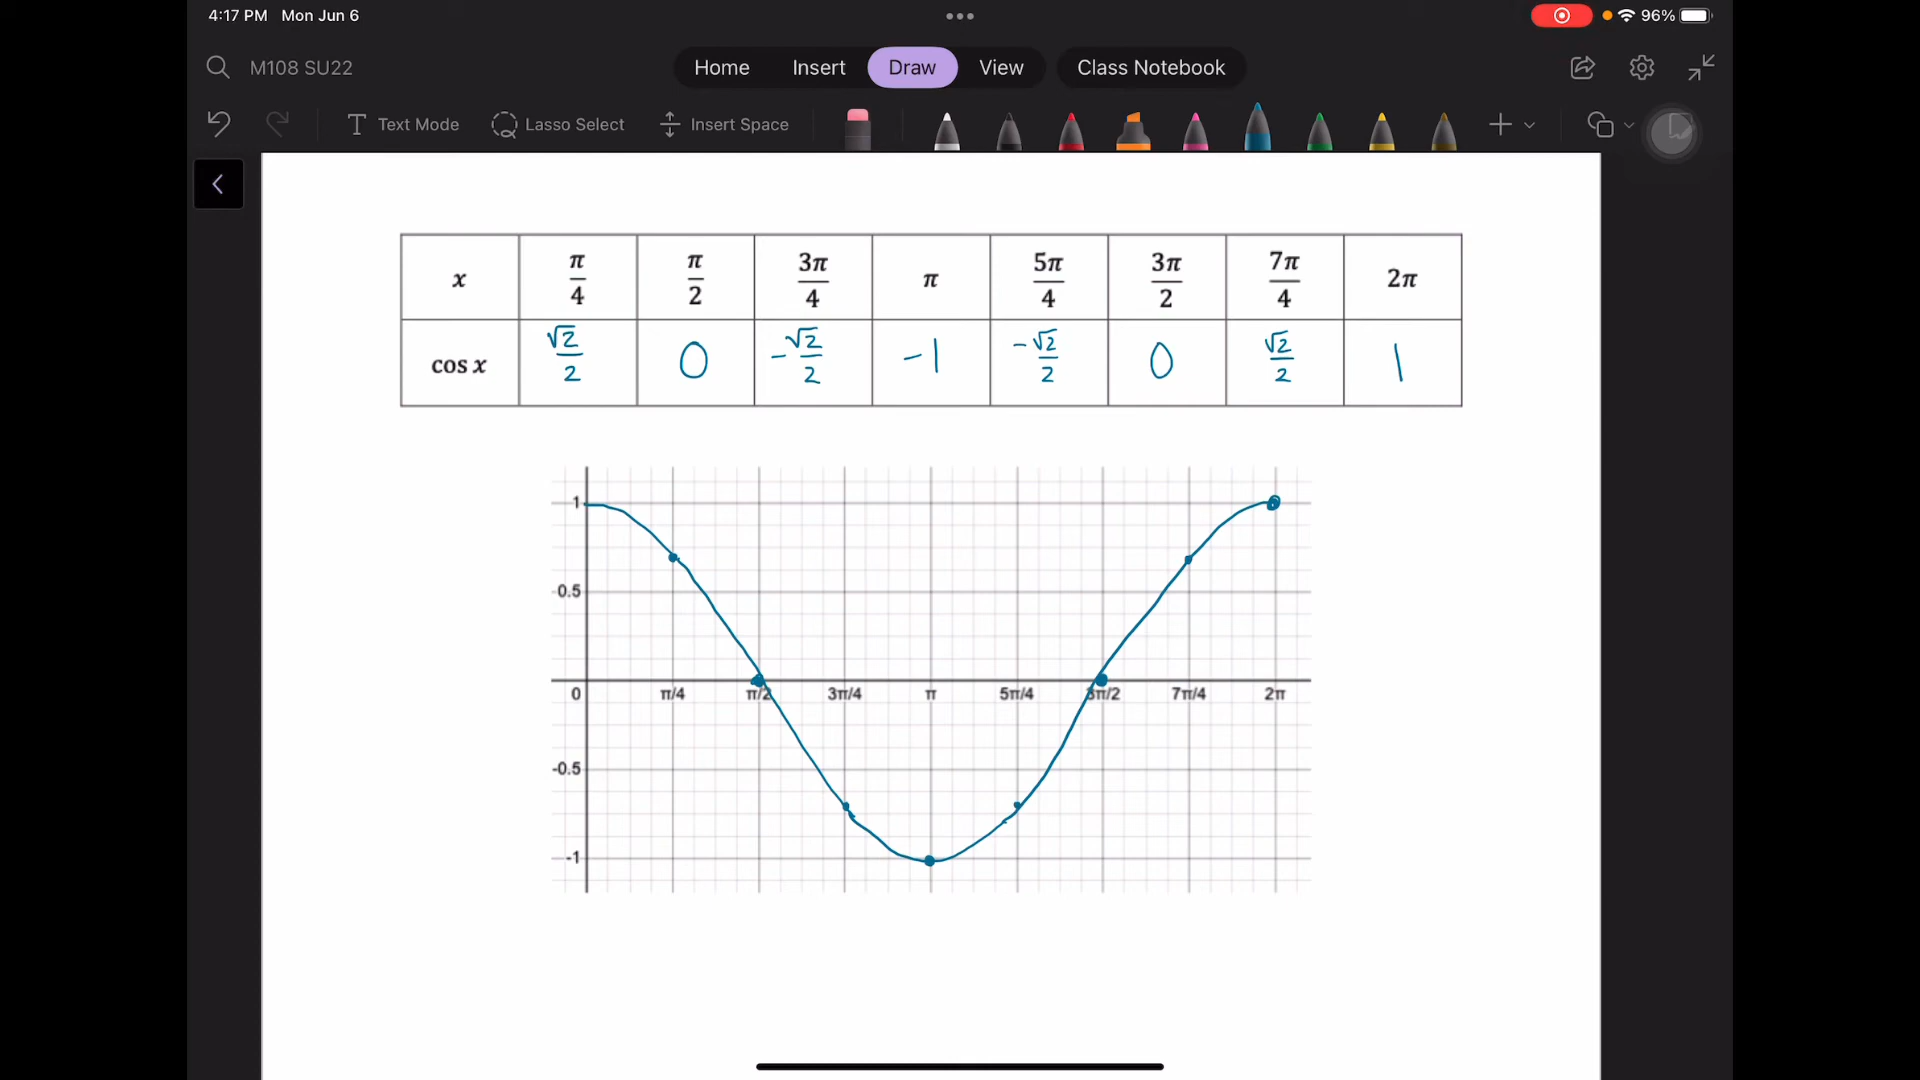 4:17 PM Mon Jun 6 96%
M108 SU22 Home Insert Draw View Class Notebook
Text Mode Lasso Select Insert Space
x π/4 π/2 3π/4 π 5π/4 3π/2 7π/4 2π
cos x √2/2 0 -√2/2 -1 -√2/2 0 √2/2 1
1
0.5
0 π/4 π/2 3π/4 π 5π/4 3π/2 7π/4 2π
-0.5
-1